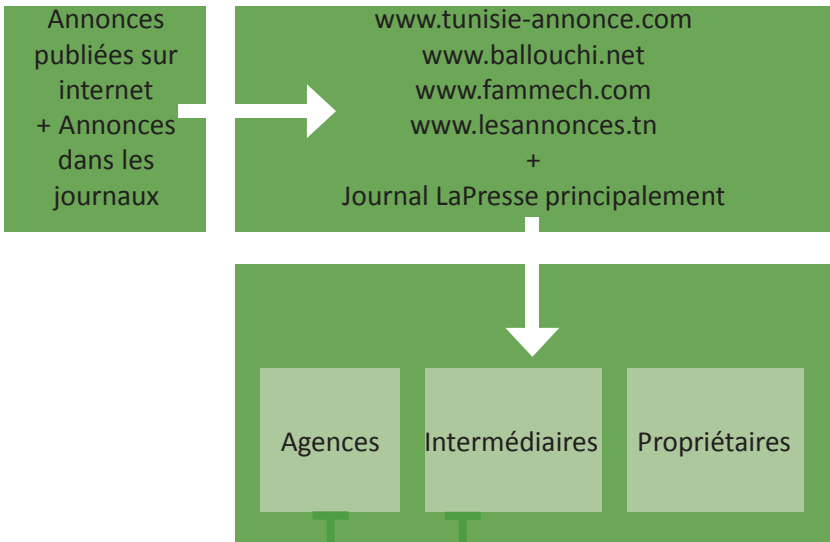 Annonces
publiées sur
internet
+ Annonces
dans les
journaux
www.tunisie-annonce.com
www.ballouchi.net
www.fammech.com
www.lesannonces.tn
+
Journal LaPresse principalement
Agences
Intermédiaires
Propriétaires